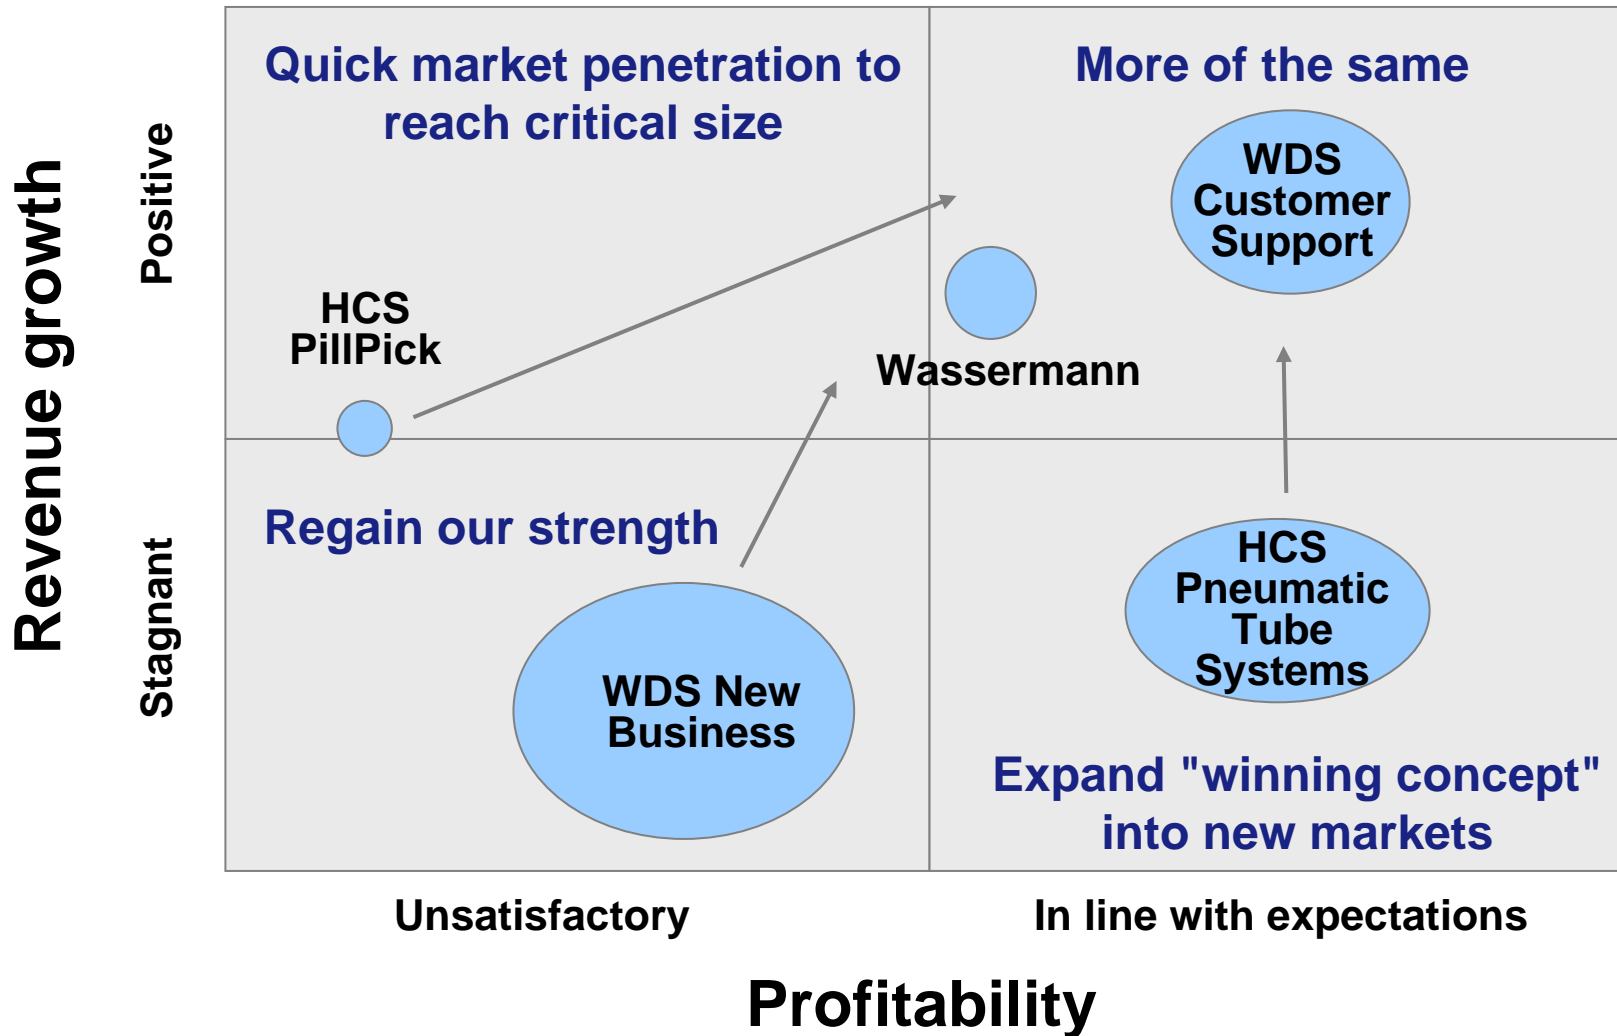 Revenue growth
Positive
Stagnant
Quick market penetration to
reach critical size
More of the same
WDS
Customer
Support
HCS
PillPick
Wassermann
Regain our strength
HCS
Pneumatic
Tube
Systems
WDS New
Business
Expand "winning concept"
into new markets
Unsatisfactory
In line with expectations
Profitability